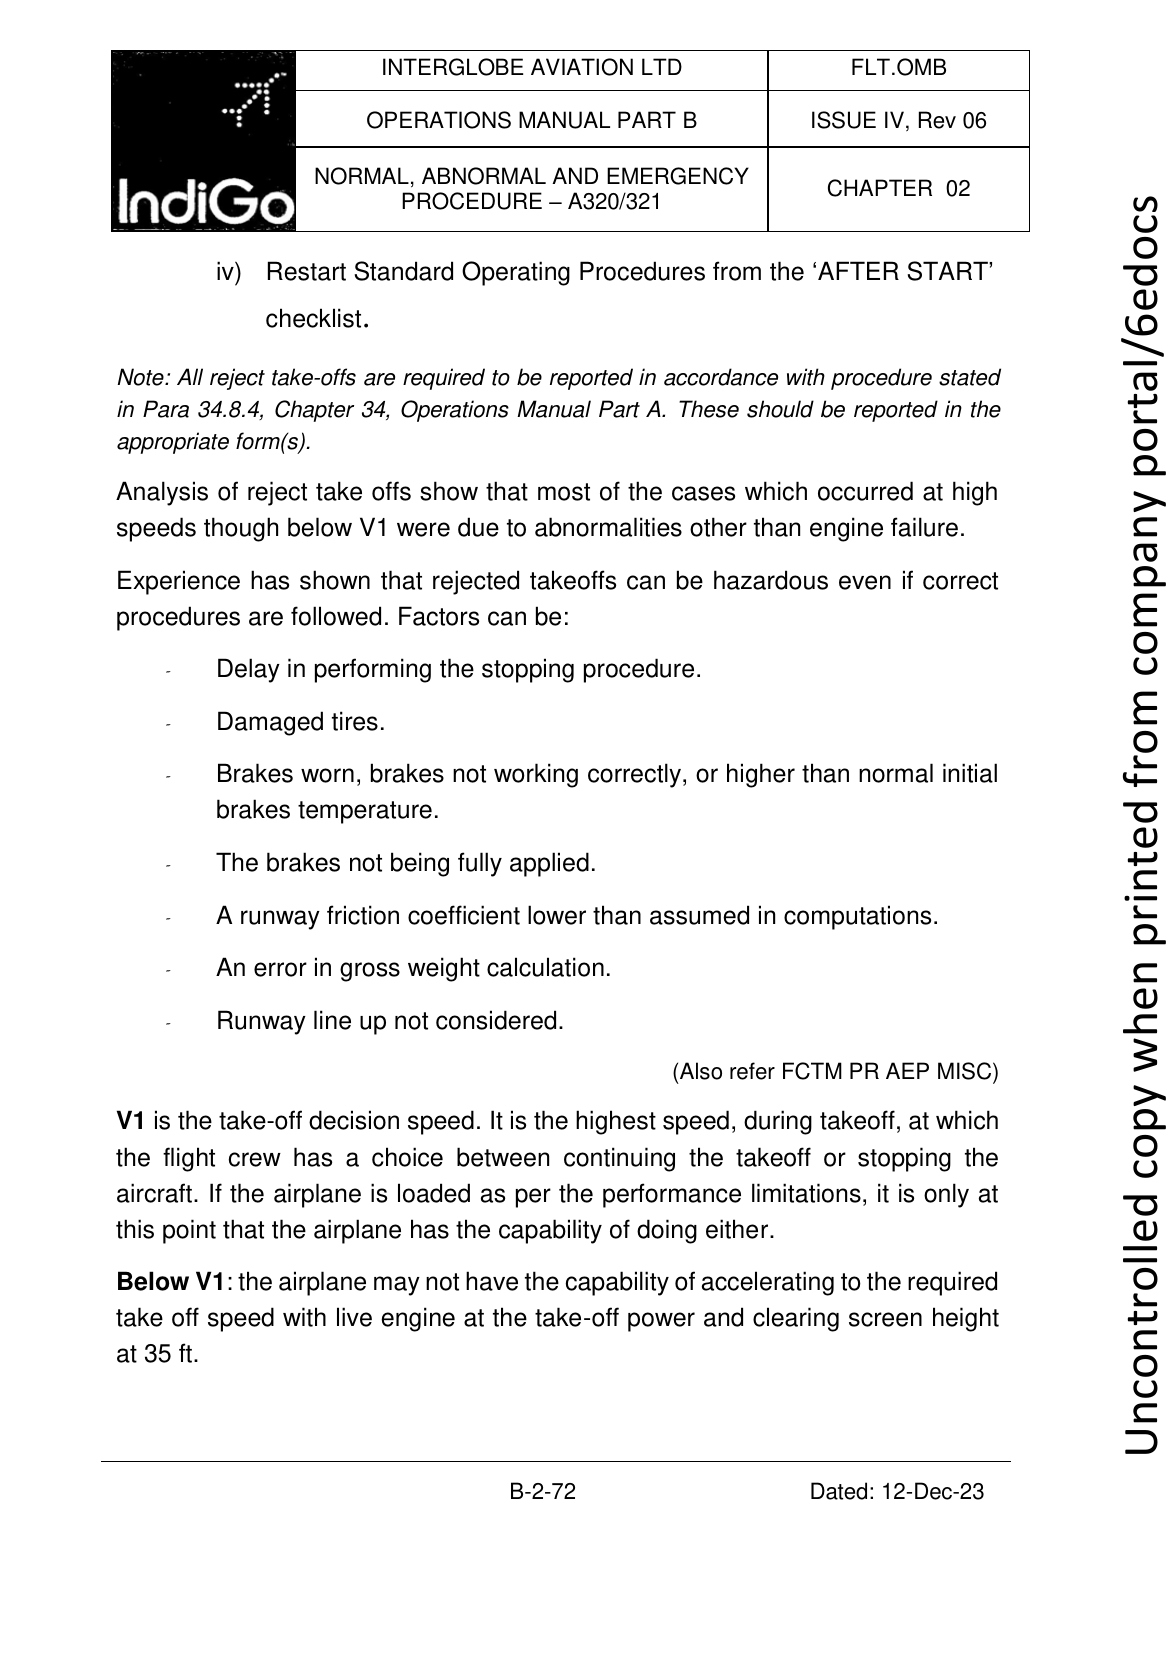 IndiGo
INTERGLOBE AVIATION LTD
FLT.OMB
OPERATIONS MANUAL PART B
ISSUE IV, Rev 06
NORMAL, ABNORMAL AND EMERGENCY
PROCEDURE – A320/321
CHAPTER 02
iv) Restart Standard Operating Procedures from the ‘AFTER START’
checklist.
Note: All reject take-offs are required to be reported in accordance with procedure stated
in Para 34.8.4, Chapter 34, Operations Manual Part A. These should be reported in the
appropriate form(s).
Analysis of reject take offs show that most of the cases which occurred at high
speeds though below V1 were due to abnormalities other than engine failure.
Experience has shown that rejected takeoffs can be hazardous even if correct
procedures are followed. Factors can be:
- Delay in performing the stopping procedure.
- Damaged tires.
- Brakes worn, brakes not working correctly, or higher than normal initial
brakes temperature.
- The brakes not being fully applied.
- A runway friction coefficient lower than assumed in computations.
- An error in gross weight calculation.
- Runway line up not considered.
(Also refer FCTM PR AEP MISC)
V1 is the take-off decision speed. It is the highest speed, during takeoff, at which
the flight crew has a choice between continuing the takeoff or stopping the
aircraft. If the airplane is loaded as per the performance limitations, it is only at
this point that the airplane has the capability of doing either.
Below V1: the airplane may not have the capability of accelerating to the required
take off speed with live engine at the take-off power and clearing screen height
at 35 ft.
B-2-72
Dated: 12-Dec-23
Uncontrolled copy when printed from company portal/6edocs